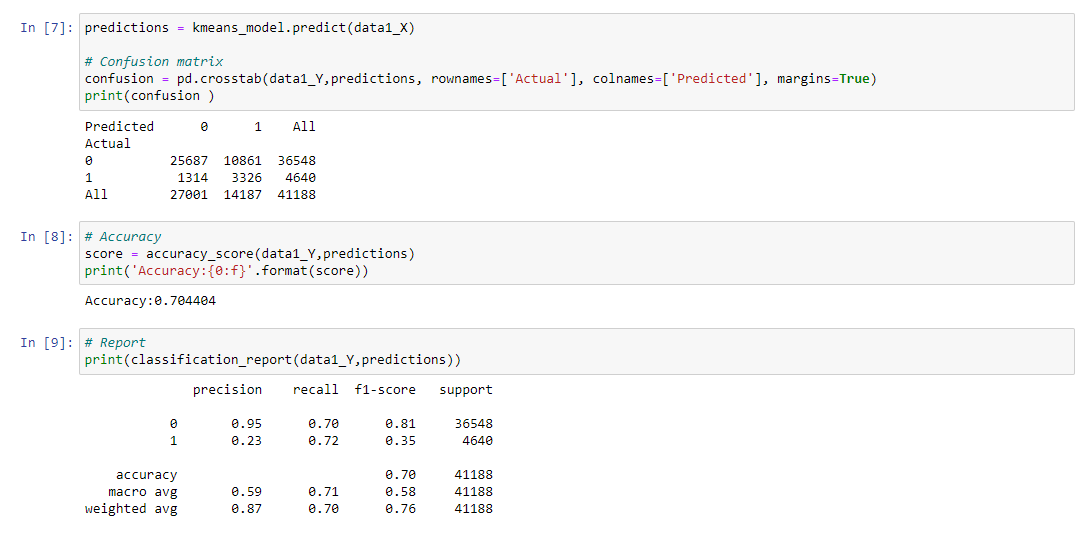 In [7]: predictions = kmeans_model.predict(data1_X)
# Confusion matrix
confusion = pd.crosstab(data1_Y,predictions, rownames=['Actual'], colnames=['Predicted'], margins=True)
print(confusion )
Predicted 0 1 All
Actual
0 25687 10861 36548
1 1314 3326 4640
All 27001 14187 41188
In [8]: # Accuracy
score = accuracy_score(data1_Y,predictions)
print('Accuracy:{0:f}'.format(score))
Accuracy:0.704404
In [9]: # Report
print(classification_report(data1_Y,predictions))
precision recall f1-score support
0 0.95 0.70 0.81 36548
1 0.23 0.72 0.35 4640
accuracy 0.70 41188
macro avg 0.59 0.71 0.58 41188
weighted avg 0.87 0.70 0.76 41188